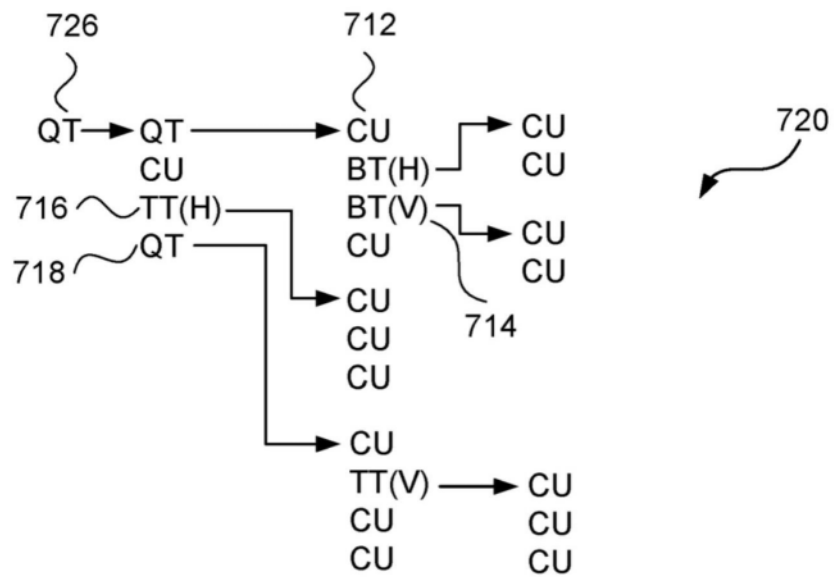 726
712
QT QT CU CU
720
CU BT(H) CU
716 TT(H) BT(V) CU
718 QT CU CU
CU 714
CU
CU
CU
TT(V) CU
CU CU
CU CU